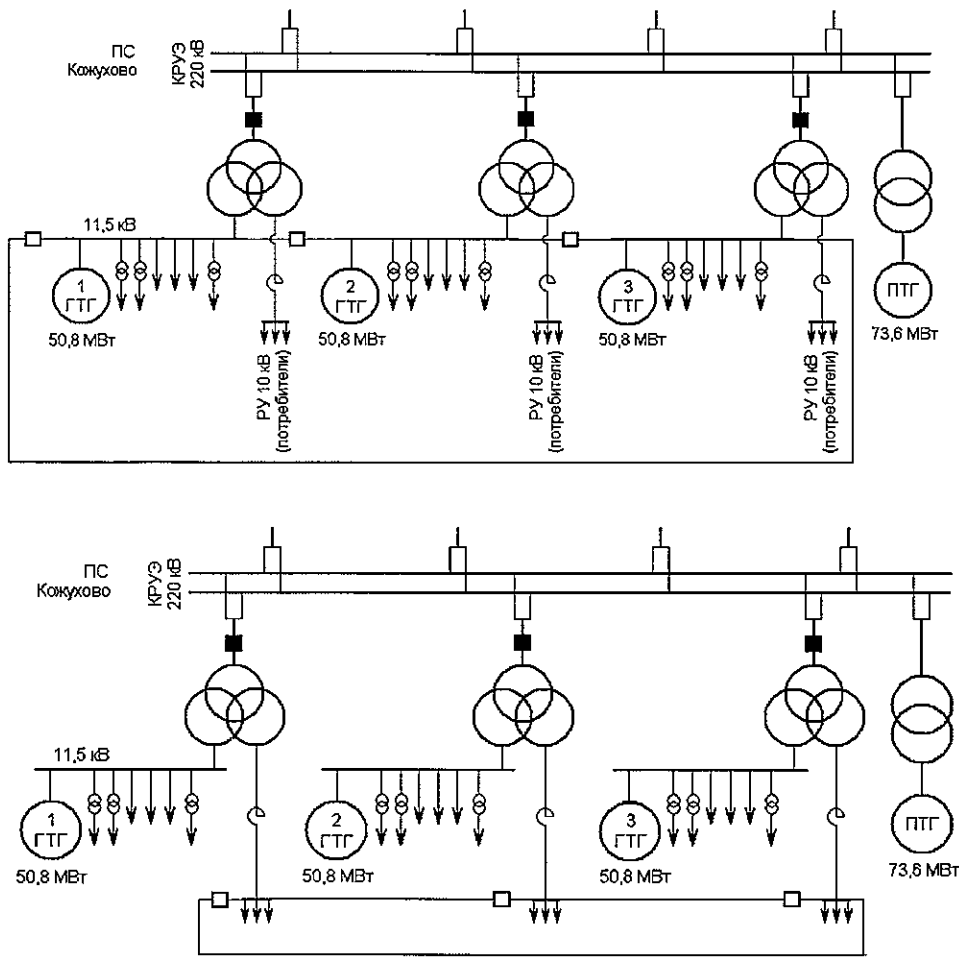 ПС
Кожухово
КРУЭ
220 кВ
11,5 кВ
1
ГТГ
50,8 МВт
2
ГТГ
50,8 МВт
3
ГТГ
50,8 МВт
ПТГ
73,6 МВт
РУ 10 кВ
(потребители)
РУ 10 кВ
(потребители)
РУ 10 кВ
(потребители)
ПС
Кожухово
КРУЭ
220 кВ
11,5 кВ
1
ГТГ
50,8 МВт
2
ГТГ
50,8 МВт
3
ГТГ
50,8 МВт
ПТГ
73,6 МВт